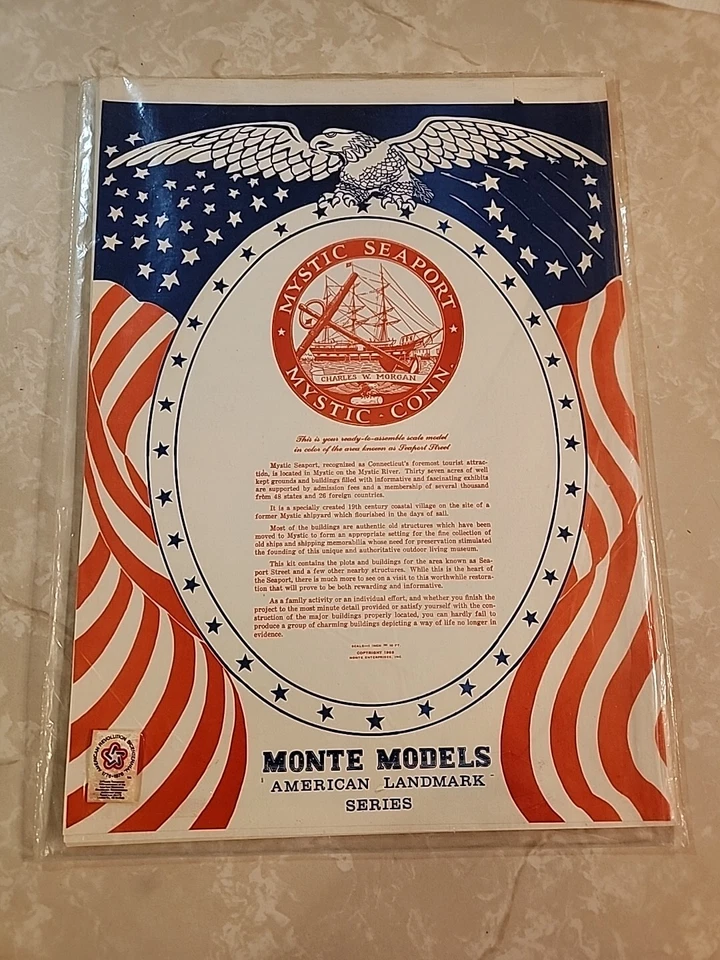 MYSTIC SEAPORT
CHARLES W. MORGAN
MYSTIC - CONN.
This is your ready-to-assemble scale model
in color of the area known as Seaport Street
Mystic Seaport, recognized as Connecticut's foremost tourist attrac-
tion, is located in Mystic on the Mystic River. Thirty seven acres of well
kept grounds and buildings filled with informative and fascinating exhibits
are supported by admission fees and a membership of several thousand
from 48 states and 26 foreign countries.
It is a specially created 19th century coastal village on the site of a
former Mystic shipyard which flourished in the days of sail.
Most of the buildings are authentic old structures which have been
moved to Mystic to form an appropriate setting for the fine collection of
old ships and shipping memorabilia whose need for preservation stimulated
the founding of this unique and authoritative outdoor living museum.
This kit contains the plots and buildings for the area known as Sea-
port Street and a few other nearby structures. While this is the heart of
the Seaport, there is much more to see on a visit to this worthwhile restora-
tion that will prove to be both rewarding and informative.
As a family activity or an individual effort, and whether you finish the
project to the most minute detail provided or satisfy yourself with the con-
struction of the major buildings properly located, you can hardly fail to
produce a group of charming buildings depicting a way of life no longer in
evidence.
COPYRIGHT
MONTE ENTERPRISES, INC
MONTE MODELS
AMERICAN LANDMARK
SERIES
AMERICAN REVOLUTION BICENTENNIAL
1776-1976